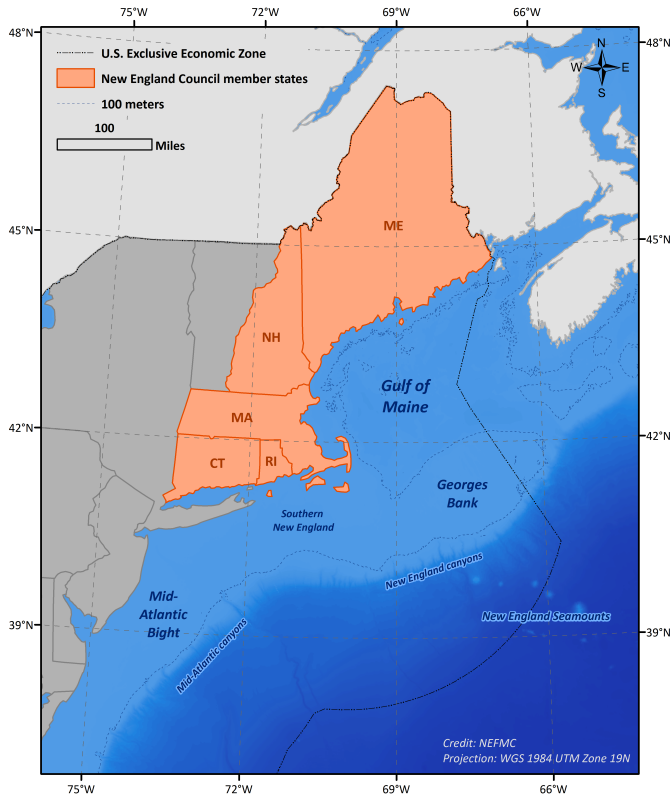 75°W 72°W 69°W 66°W
48°N
48°N
U.S. Exclusive Economic Zone
New England Council member states
100 meters
100
Miles
N
W E
S
ME
45°N
45°N
NH
Gulf of
Maine
MA
42°N
42°N
CT RI
Georges
Bank
Southern
New England
New England canyons
Mid-
Atlantic
Bight
New England Seamounts
39°N
39°N
Mid-Atlantic canyons
Credit: NEFMC
Projection: WGS 1984 UTM Zone 19N
75°W 72°W 69°W 66°W